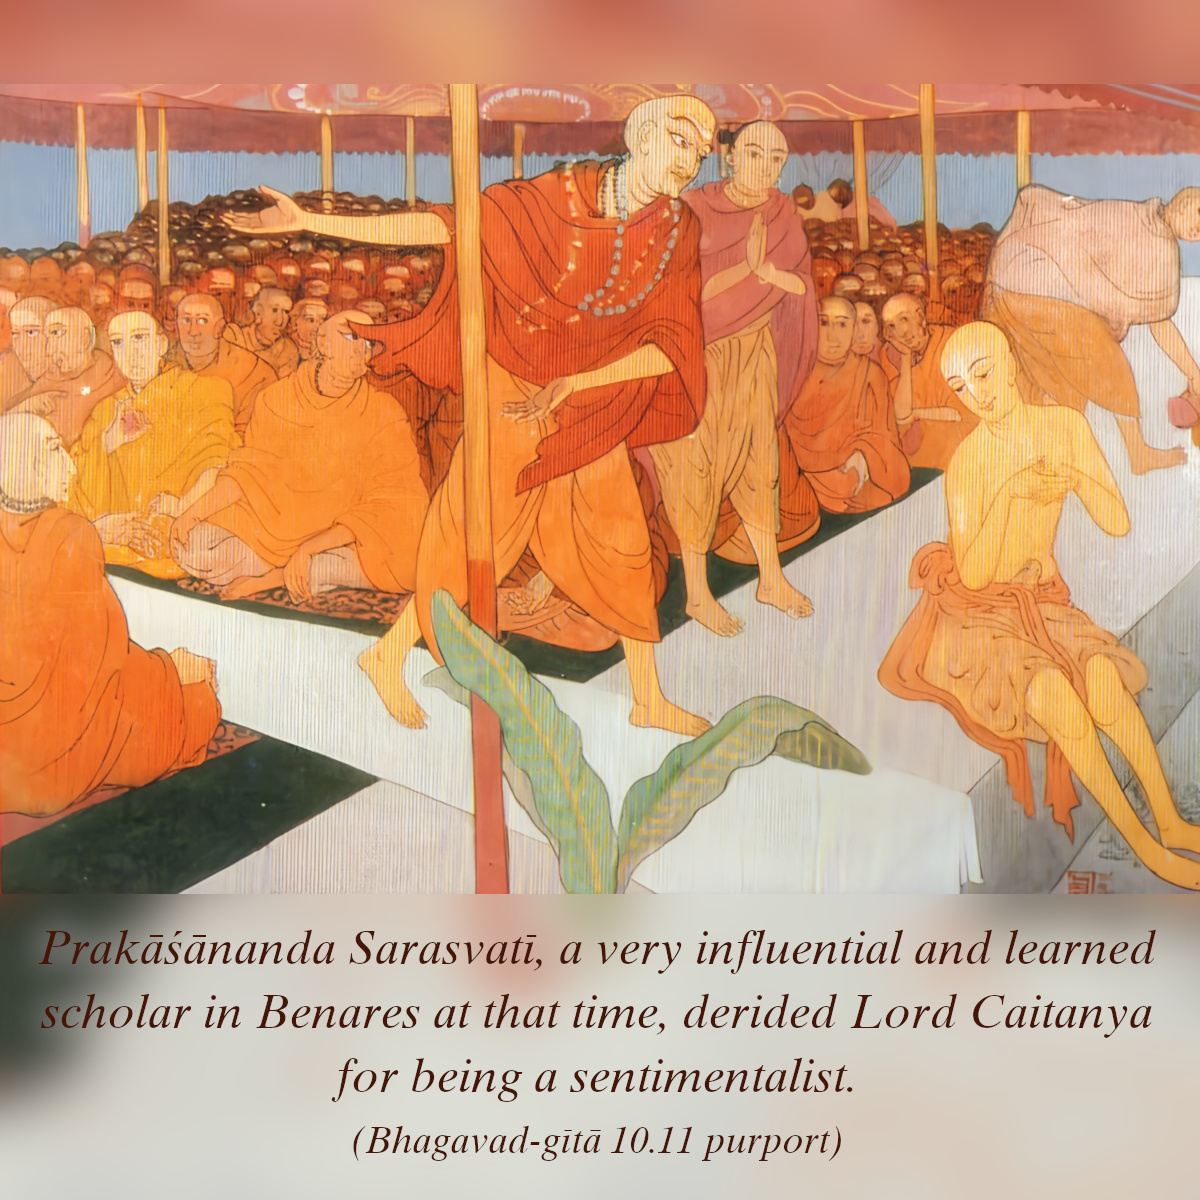 Prakāśānanda Sarasvatī, a very influential and learned
scholar in Benares at that time, derided Lord Caitanya
for being a sentimentalist.
(Bhagavad-gītā 10.11 purport)